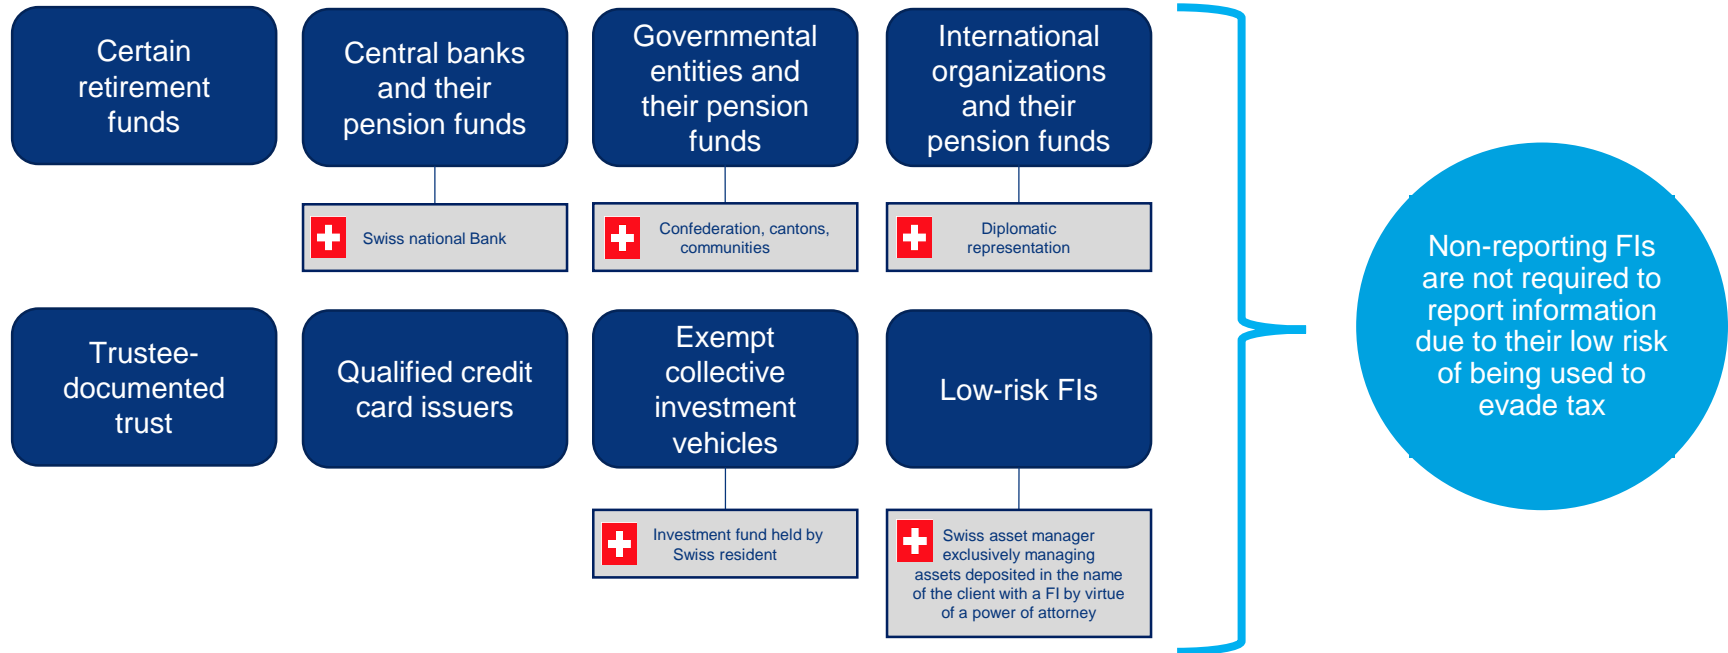 Certain
retirement
funds
Central banks
and their
pension funds
Governmental
entities and
their pension
funds
International
organizations
and their
pension funds
Swiss national Bank
Confederation, cantons,
communities
Diplomatic
representation
Trustee-
documented
trust
Qualified credit
card issuers
Exempt
collective
investment
vehicles
Low-risk FIs
Investment fund held by
Swiss resident
Swiss asset manager
exclusively managing
assets deposited in the name
of the client with a FI by virtue
of a power of attorney
Non-reporting FIs
are not required to
report information
due to their low risk
of being used to
evade tax